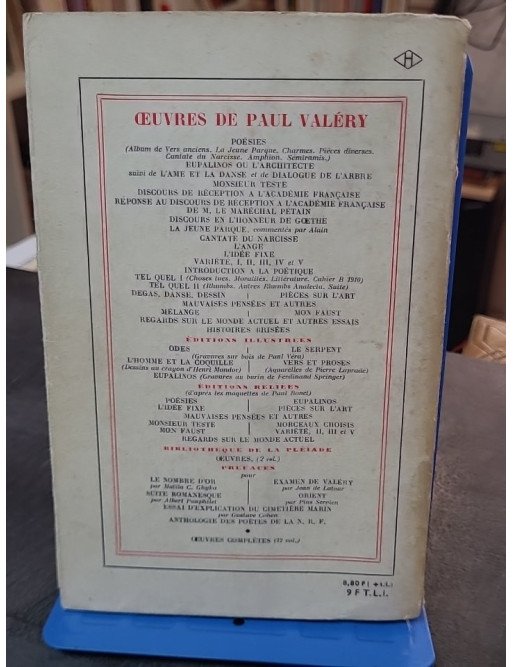 H
ŒUVRES DE PAUL VALÉRY
POÉSIES
(Album de Vers anciens. La Jeune Parque. Charmes. Pièces diverses.
Cantate du Narcisse. Amphion. Sémiramis.)
EUPALINOS OU L'ARCHITECTE
suivi de L'AME ET LA DANSE et de DIALOGUE DE L'ARBRE
MONSIEUR TESTE
DISCOURS DE RÉCEPTION A L'ACADÉMIE FRANÇAISE
RÉPONSE AU DISCOURS DE RÉCEPTION A L'ACADÉMIE FRANÇAISE
DE M. LE MARÉCHAL PÉTAIN
DISCOURS EN L'HONNEUR DE GŒTHE
LA JEUNE PARQUE, commentée par Alain
CANTATE DU NARCISSE
L'ANGE
L'IDÉE FIXE
VARIÉTÉ, I, II, III, IV et V
INTRODUCTION A LA POÉTIQUE
TEL QUEL I (Choses tues. Moralités. Littérature. Cahier B 1910)
TEL QUEL II (Rhumbs. Autres Rhumbs Analecta. Suite)
DEGAS, DANSE, DESSIN | PIÈCES SUR L'ART
MAUVAISES PENSÉES ET AUTRES
MÉLANGE | MON FAUST
REGARDS SUR LE MONDE ACTUEL ET AUTRES ESSAIS
HISTOIRES BRISÉES
ÉDITIONS ILLUSTRÉES
ODES | LE SERPENT
(Gravures sur bois de Paul Véra)
L'HOMME ET LA COQUILLE | VERS ET PROSES
(Dessins au crayon d'Henri Mondor) | (Aquarelles de Pierre Laprade)
EUPALINOS (Gravures au burin de Ferdinand Springer)
ÉDITIONS RELIÉES
(d'après les maquettes de Paul Bonet)
POÉSIES | EUPALINOS
L'IDÉE FIXE | PIÈCES SUR L'ART
MAUVAISES PENSÉES ET AUTRES
MONSIEUR TESTE | MORCEAUX CHOISIS
MON FAUST | VARIÉTÉ, II, III et V
REGARDS SUR LE MONDE ACTUEL
BIBLIOTHÈQUE DE LA PLÉIADE
ŒUVRES. (2 vol.)
PRÉFACES
pour
LE NOMBRE D'OR | EXAMEN DE VALÉRY
par Matila C. Ghyka | par Jean de Latour
SUITE ROMANESQUE | ORIENT
par Albert Pauphilet | par Pius Servien
ESSAI D'EXPLICATION DU CIMETIÈRE MARIN
par Gustave Cohen
ANTHOLOGIE DES POÈTES DE LA N. R. F.
ŒUVRES COMPLÈTES (12 vol.)
8,80 F ( + t.l.)
9 F T.L.i.